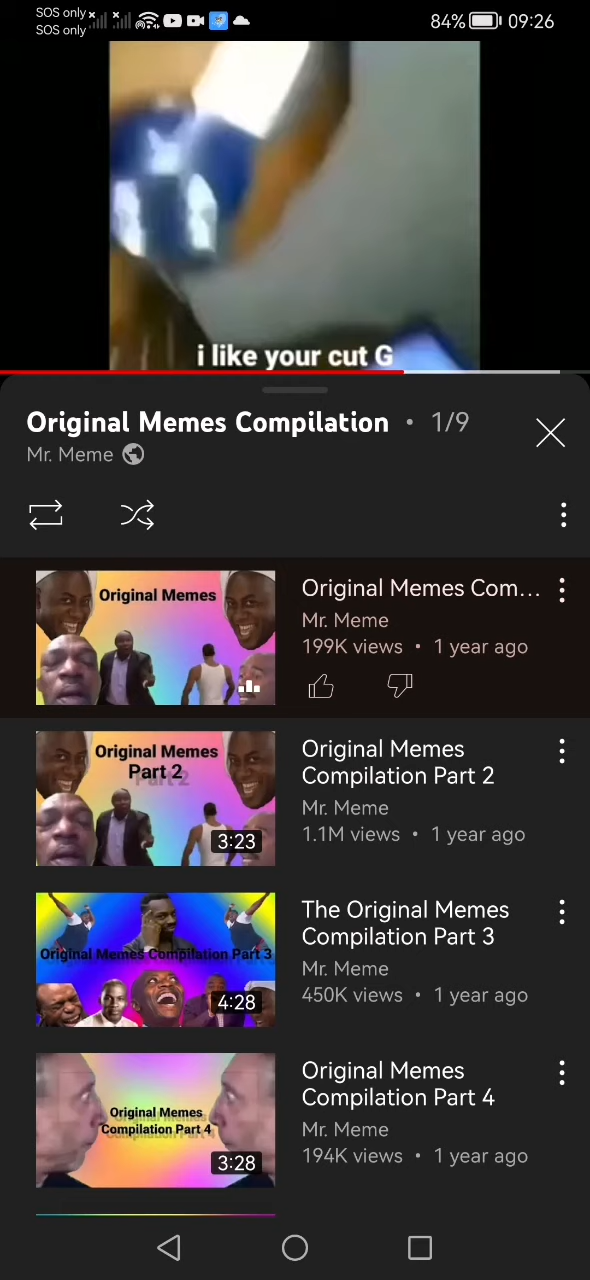 SOS only
SOS only
84% 09:26
i like your cut G
Original Memes Compilation • 1/9
Mr. Meme
Original Memes
Original Memes Com...
Mr. Meme
199K views • 1 year ago
Original Memes
Part 2
3:23
Original Memes
Compilation Part 2
Mr. Meme
1.1M views • 1 year ago
Original Memes Compilation Part 3
4:28
The Original Memes
Compilation Part 3
Mr. Meme
450K views • 1 year ago
Original Memes
Compilation Part 4
3:28
Original Memes
Compilation Part 4
Mr. Meme
194K views • 1 year ago